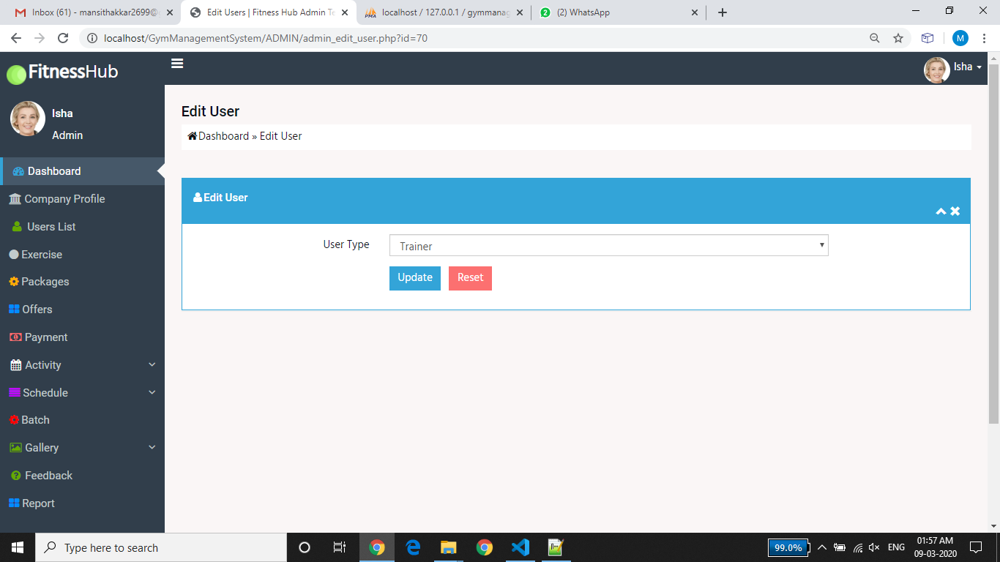 Inbox (61) - mansithakkar2699@
Edit Users | Fitness Hub Admin Te
localhost / 127.0.0.1 / gymmanag
(2) WhatsApp
localhost/GymManagementSystem/ADMIN/admin_edit_user.php?id=70
M
FitnessHub
Isha
Isha
Admin
Edit User
Dashboard » Edit User
Dashboard
Company Profile
Users List
Exercise
Packages
Offers
Payment
Activity
Schedule
Batch
Gallery
Feedback
Report
Edit User
User Type
Trainer
Update
Reset
Type here to search
99.0%
ENG
01:57 AM
09-03-2020